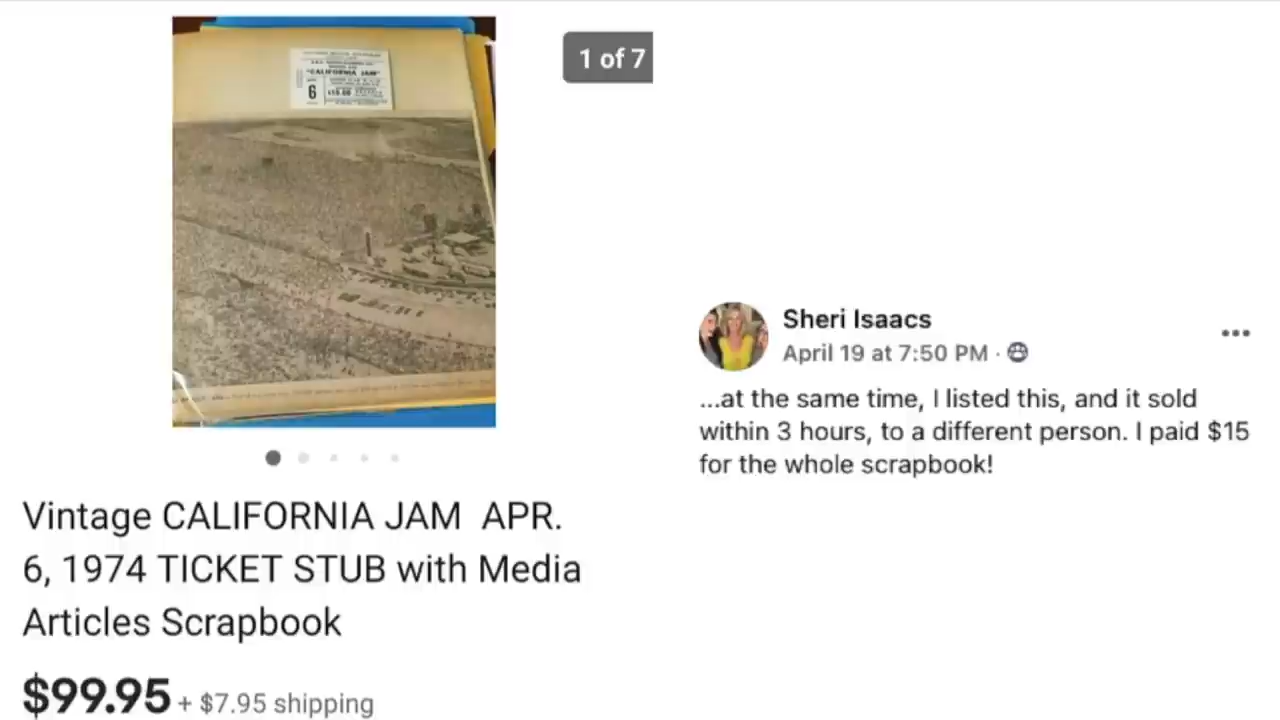 1 of 7
"CALIFORNIA JAM"
6
$10.00
Vintage CALIFORNIA JAM APR.
6, 1974 TICKET STUB with Media
Articles Scrapbook
$99.95 + $7.95 shipping
Sheri Isaacs
April 19 at 7:50 PM ·
...at the same time, I listed this, and it sold
within 3 hours, to a different person. I paid $15
for the whole scrapbook!